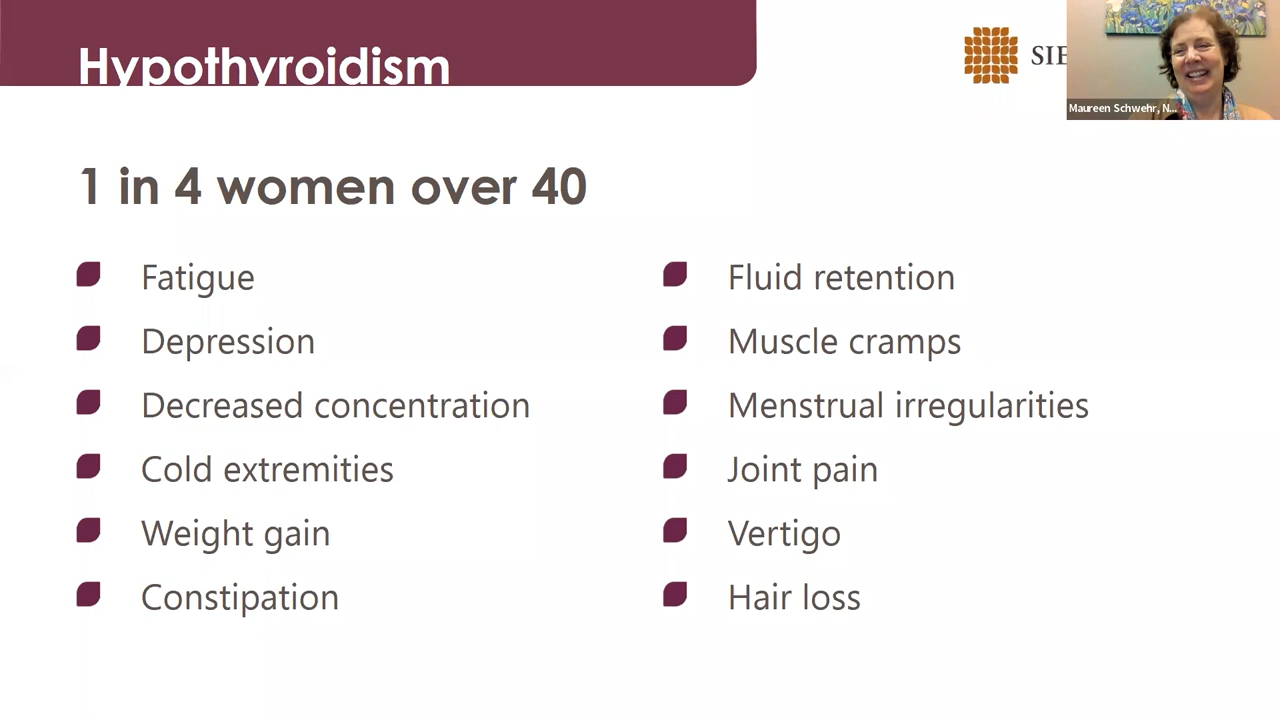 Hypothyroidism
SIE
Maureen Schwehr, N...
1 in 4 women over 40
Fatigue
Depression
Decreased concentration
Cold extremities
Weight gain
Constipation
Fluid retention
Muscle cramps
Menstrual irregularities
Joint pain
Vertigo
Hair loss